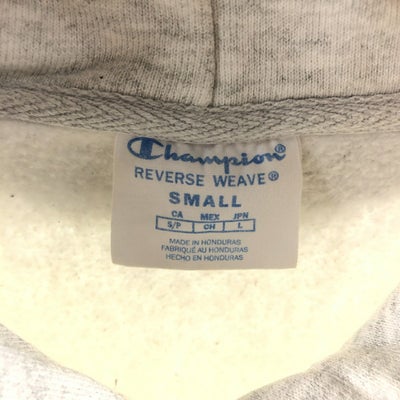 Champion®
REVERSE WEAVE®
SMALL
CA MEX JPN
S/P CH L
MADE IN HONDURAS
FABRIQUÉ AU HONDURAS
HECHO EN HONDURAS